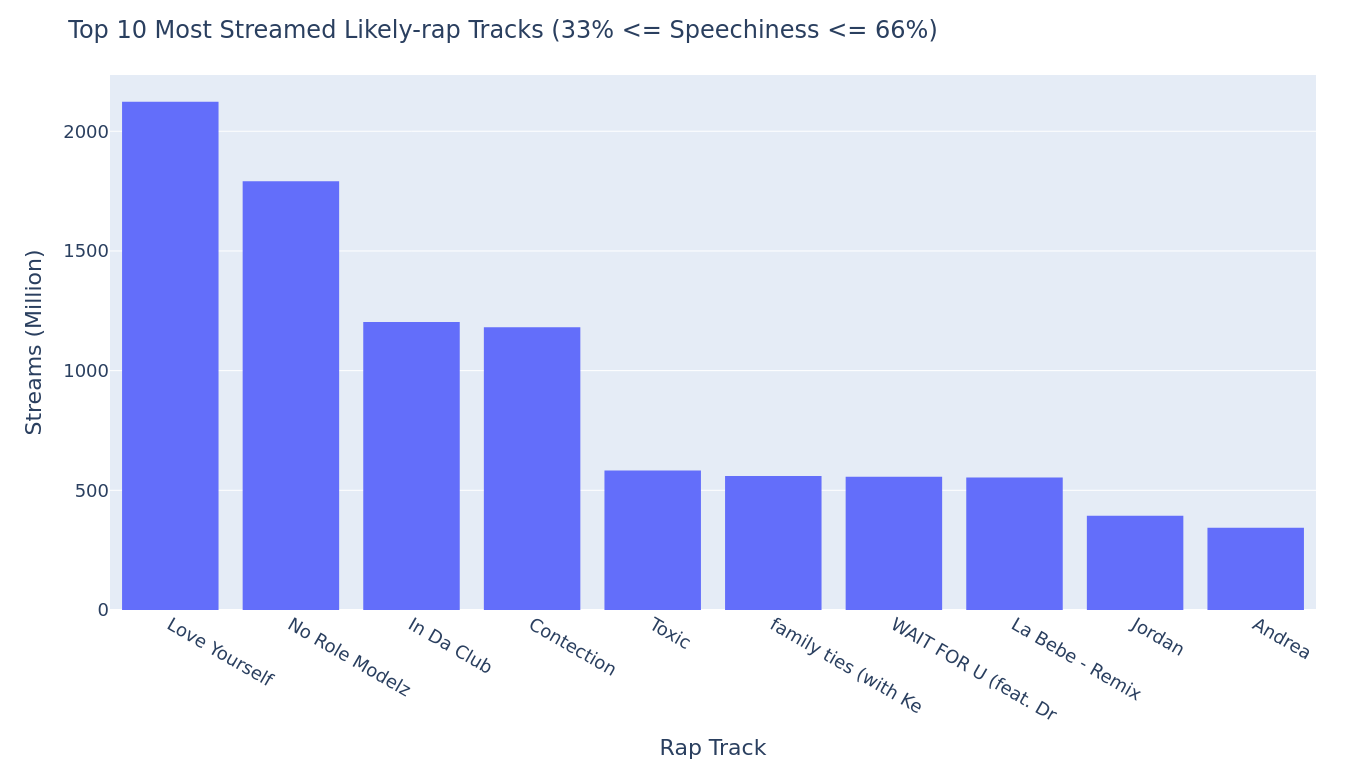 Top 10 Most Streamed Likely-rap Tracks (33% <= Speechiness <= 66%)
Streams (Million)
2000
1500
1000
500
0
Love Yourself
No Role Modelz
In Da Club
Contection
Toxic
family ties (with Ke
WAIT FOR U (feat. Dr
La Bebe - Remix
Jordan
Andrea
Rap Track